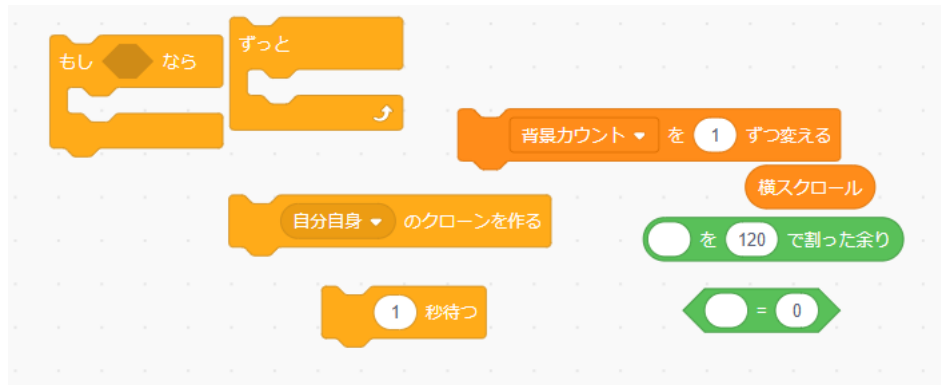 もし なら
ずっと
背景カウント を 1 ずつ変える
横スクロール
自分自身 のクローンを作る
を 120 で割った余り
1 秒待つ
= 0